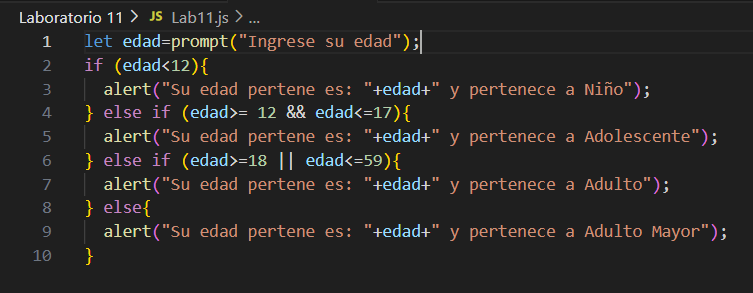 Laboratorio 11 > JS Lab11.js > ...
1 let edad=prompt("Ingrese su edad");
2 if (edad<12){
3 alert("Su edad pertene es: "+edad+" y pertenece a Niño");
4 } else if (edad>= 12 && edad<=17){
5 alert("Su edad pertene es: "+edad+" y pertenece a Adolescente");
6 } else if (edad>=18 || edad<=59){
7 alert("Su edad pertene es: "+edad+" y pertenece a Adulto");
8 } else{
9 alert("Su edad pertene es: "+edad+" y pertenece a Adulto Mayor");
10 }